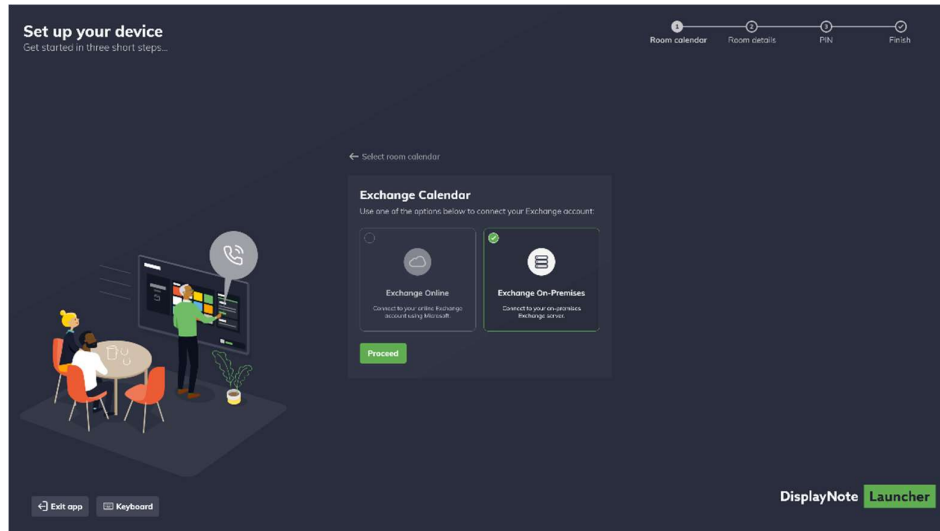 Set up your device
Get started in three short steps...
1 2 3
Room calendar Room details PIN Finish
← Select room calendar
Exchange Calendar
Use one of the options below to connect your Exchange account:
Exchange Online
Connect to your online Exchange
account using Microsoft.
Exchange On-Premises
Connect to your on-premises
Exchange server.
Proceed
Exit app
Keyboard
DisplayNote Launcher